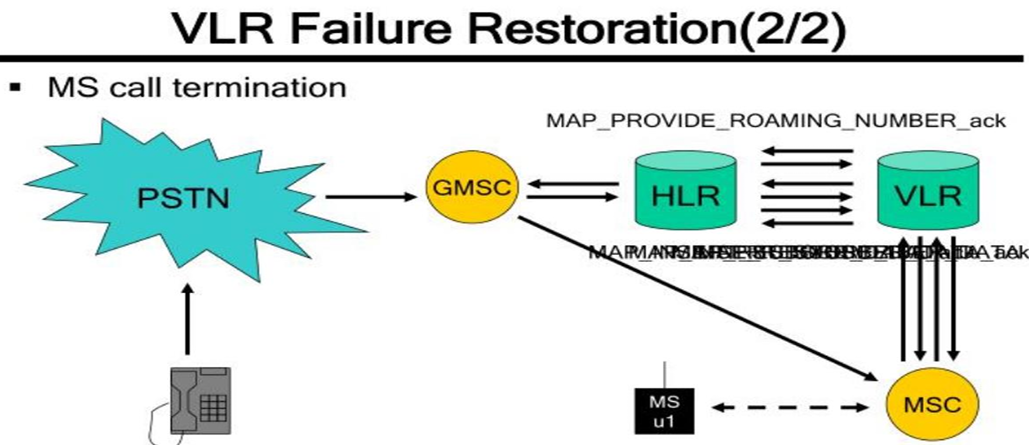 VLR Failure Restoration(2/2)
▪ MS call termination
MAP_PROVIDE_ROAMING_NUMBER_ack
PSTN
GMSC
HLR
VLR
MS
u1
MSC